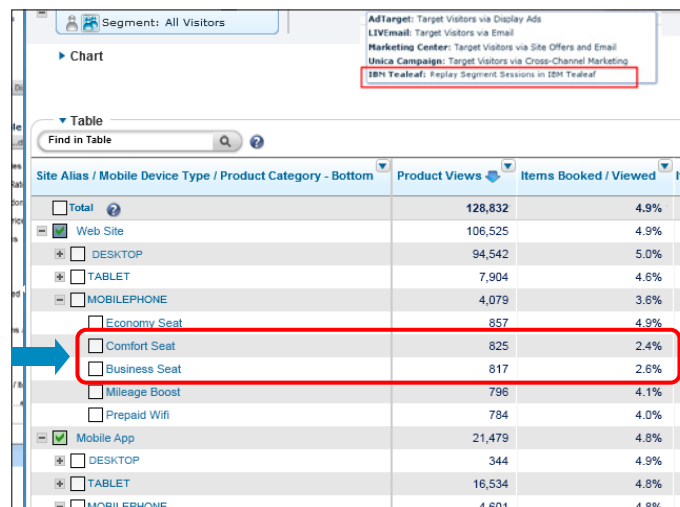 Segment: All Visitors
AdTarget: Target Visitors via Display Ads
LIVEmail: Target Visitors via Email
Marketing Center: Target Visitors via Site Offers and Email
Unica Campaign: Target Visitors via Cross-Channel Marketing
IBM Tealeaf: Replay Segment Sessions in IBM Tealeaf
Chart
Table
Find in Table
Site Alias / Mobile Device Type / Product Category - Bottom Product Views Items Booked / Viewed
Total 128,832 4.9%
Web Site 106,525 4.9%
DESKTOP 94,542 5.0%
TABLET 7,904 4.6%
MOBILEPHONE 4,079 3.6%
Economy Seat 857 4.9%
Comfort Seat 825 2.4%
Business Seat 817 2.6%
Mileage Boost 796 4.1%
Prepaid Wifi 784 4.0%
Mobile App 21,479 4.8%
DESKTOP 344 4.9%
TABLET 16,534 4.8%
MOBILEPHONE 4,601 4.8%